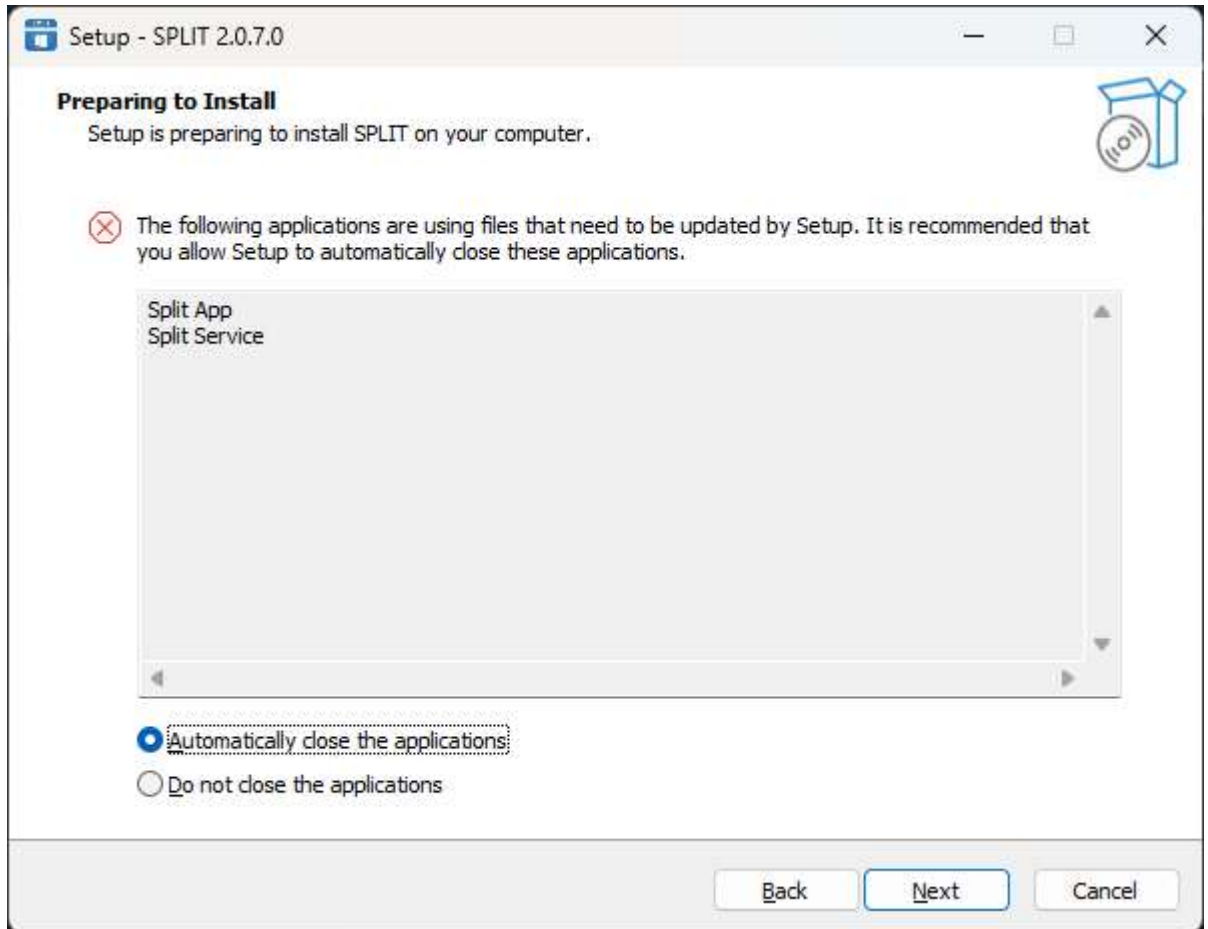 Setup - SPLIT 2.0.7.0
Preparing to Install
Setup is preparing to install SPLIT on your computer.
The following applications are using files that need to be updated by Setup. It is recommended that
you allow Setup to automatically close these applications.
Split App
Split Service
Automatically close the applications
Do not close the applications
Back Next Cancel